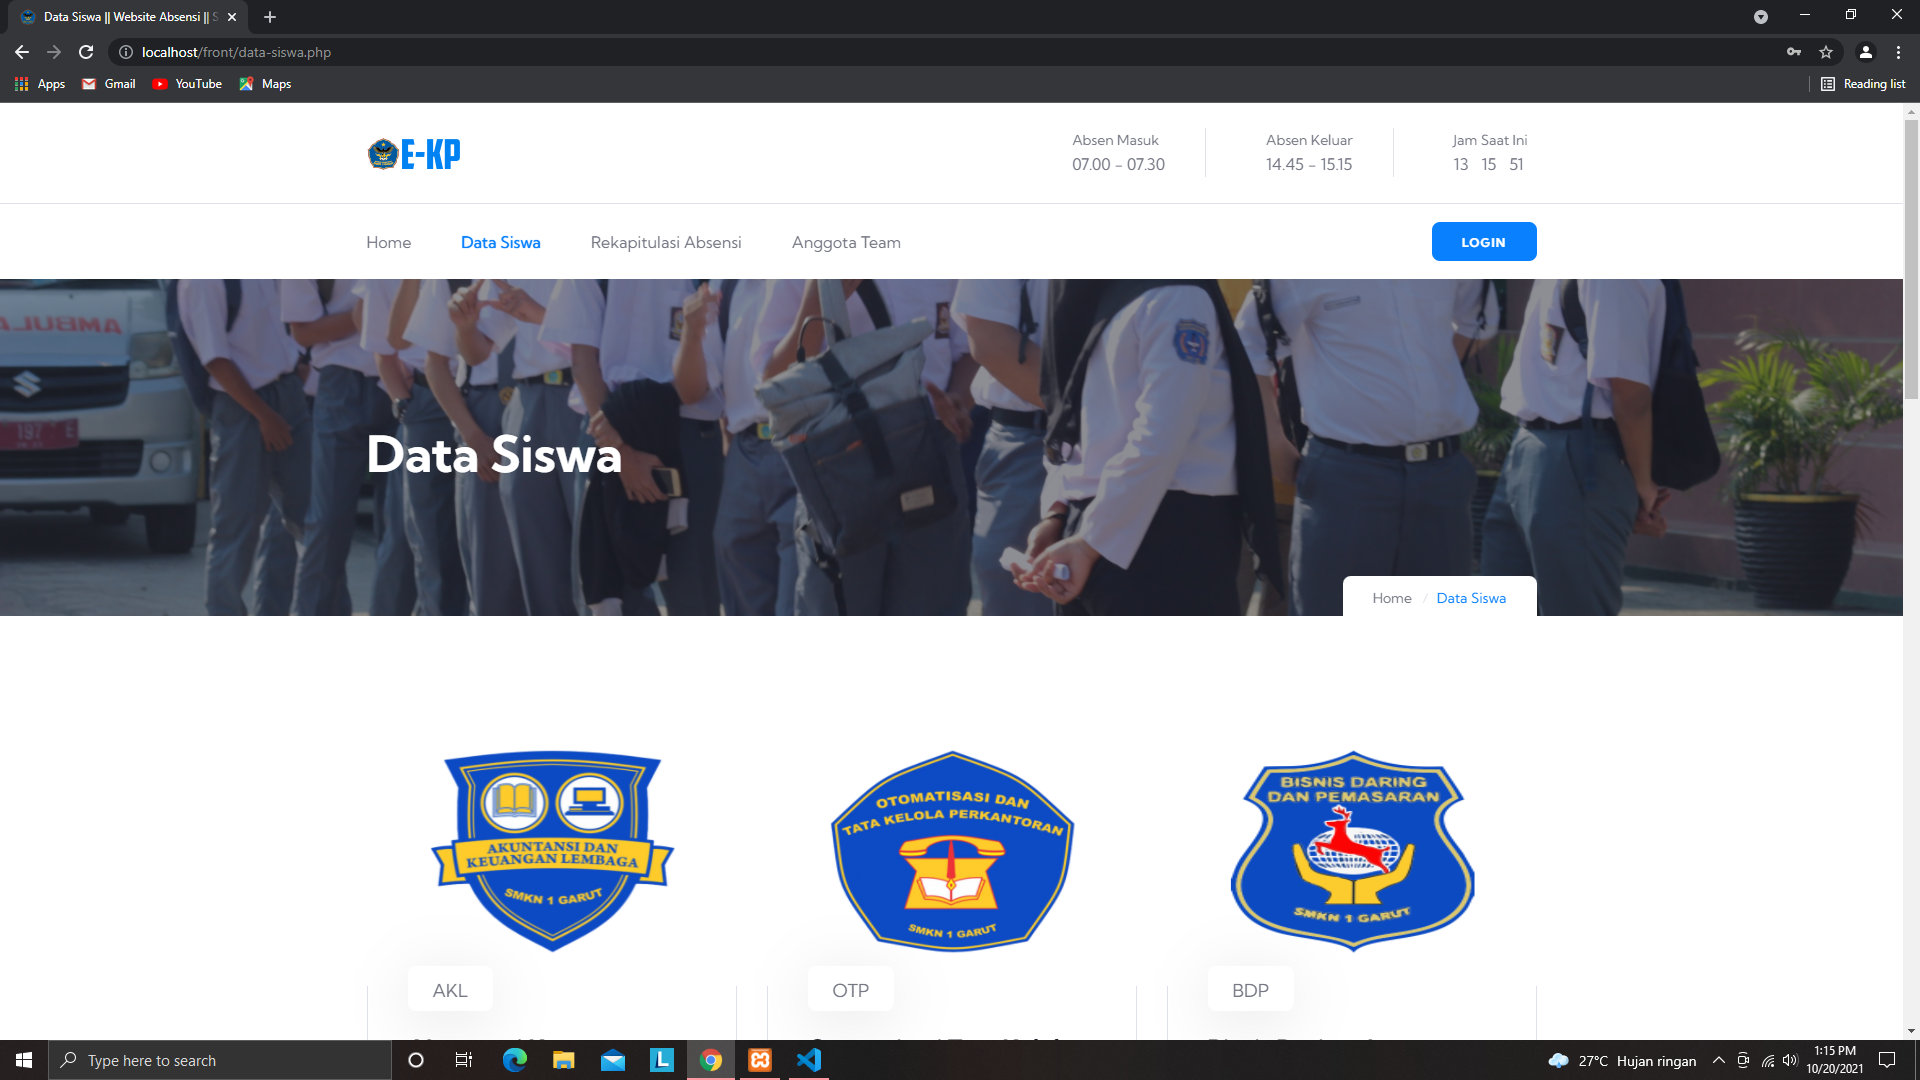 Data Siswa || Website Absensi || S
localhost/front/data-siswa.php
Apps Gmail YouTube Maps Reading list
E-KP
Absen Masuk
07.00 - 07.30
Absen Keluar
14.45 - 15.15
Jam Saat Ini
13 15 51
Home Data Siswa Rekapitulasi Absensi Anggota Team LOGIN
AMBULA
197
Data Siswa
Home / Data Siswa
AKUNTANSI DAN
KEUANGAN LEMBAGA
SMKN 1 GARUT
OTOMATISASI DAN
TATA KELOLA PERKANTORAN
SMKN 1 GARUT
BISNIS DARING
DAN PEMASARAN
SMKN 1 GARUT
AKL
OTP
BDP
Type here to search
27°C Hujan ringan
1:15 PM
10/20/2021